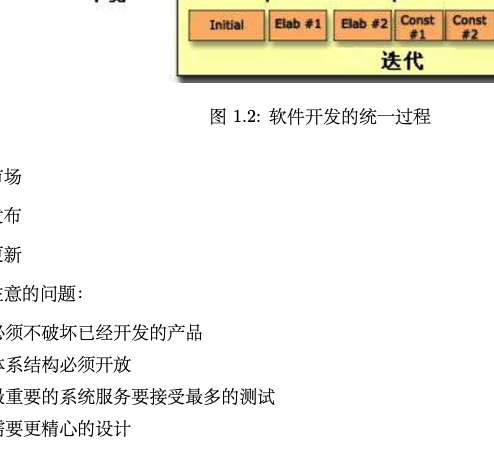 Initial Elab #1 Elab #2 Const #1 Const #2
迭代
图 1.2: 软件开发的统一过程
场
布
更新
注意的问题:
必须不破坏已经开发的产品
体系结构必须开放
最重要的系统服务要接受最多的测试
需要更精心的设计